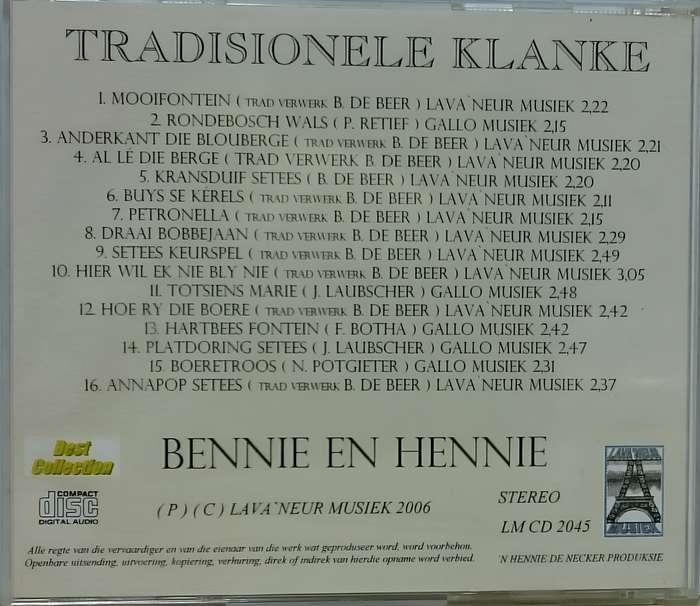 TRADISIONELE KLANKE
1. MOOIFONTEIN ( TRAD VERWERK B. DE BEER ) LAVA`NEUR MUSIEK 2,22
2. RONDEBOSCH WALS ( P. RETIEF ) GALLO MUSIEK 2,15
3. ANDERKANT DIE BLOUBERGE ( TRAD VERWERK B. DE BEER ) LAVA`NEUR MUSIEK 2,21
4. AL LÊ DIE BERGE ( TRAD VERWERK B. DE BEER ) LAVA`NEUR MUSIEK 2,20
5. KRANSDUIF SETEES ( B. DE BEER ) LAVA`NEUR MUSIEK 2,20
6. BUYS SE KÊRELS ( TRAD VERWERK B. DE BEER ) LAVA`NEUR MUSIEK 2,11
7. PETRONELLA ( TRAD VERWERK B. DE BEER ) LAVA`NEUR MUSIEK 2,15
8. DRAAI BOBBEJAAN ( TRAD VERWERK B. DE BEER ) LAVA`NEUR MUSIEK 2,29
9. SETEES KEURSPEL ( TRAD VERWERK B. DE BEER ) LAVA`NEUR MUSIEK 2,49
10. HIER WIL EK NIE BLY NIE ( TRAD VERWERK B. DE BEER ) LAVA`NEUR MUSIEK 3,05
11. TOTSIENS MARIE ( J. LAUBSCHER ) GALLO MUSIEK 2,48
12. HOE RY DIE BOERE ( TRAD VERWERK B. DE BEER ) LAVA`NEUR MUSIEK 2,42
13. HARTBEES FONTEIN ( F. BOTHA ) GALLO MUSIEK 2,42
14. PLATDORING SETEES ( J. LAUBSCHER ) GALLO MUSIEK 2,47
15. BOERETROOS ( N. POTGIETER ) GALLO MUSIEK 2,31
16. ANNAPOP SETEES ( TRAD VERWERK B. DE BEER ) LAVA`NEUR MUSIEK 2,37
Best
Collection
BENNIE EN HENNIE
COMPACT
disc
DIGITAL AUDIO
( P ) ( C ) LAVA`NEUR MUSIEK 2006
STEREO
LM CD 2045
MUSIEK
Alle regte van die vervaardiger en van die eienaar van die werk wat geproduseer word, word voorbehou.
Openbare uitsending, uitvoering, kopiering, verhuring, direk of indirek van hierdie opname word verbied.
`N HENNIE DE NECKER PRODUKSIE